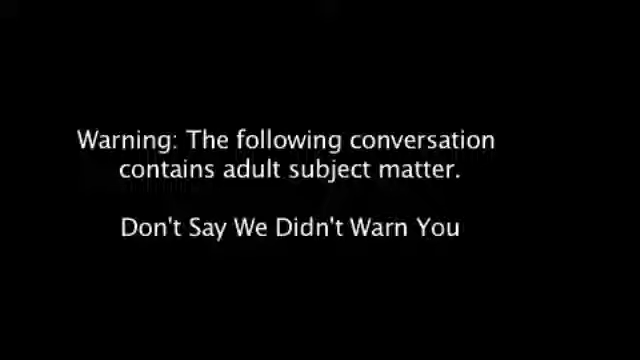 Warning: The following conversation
contains adult subject matter.
Don't Say We Didn't Warn You